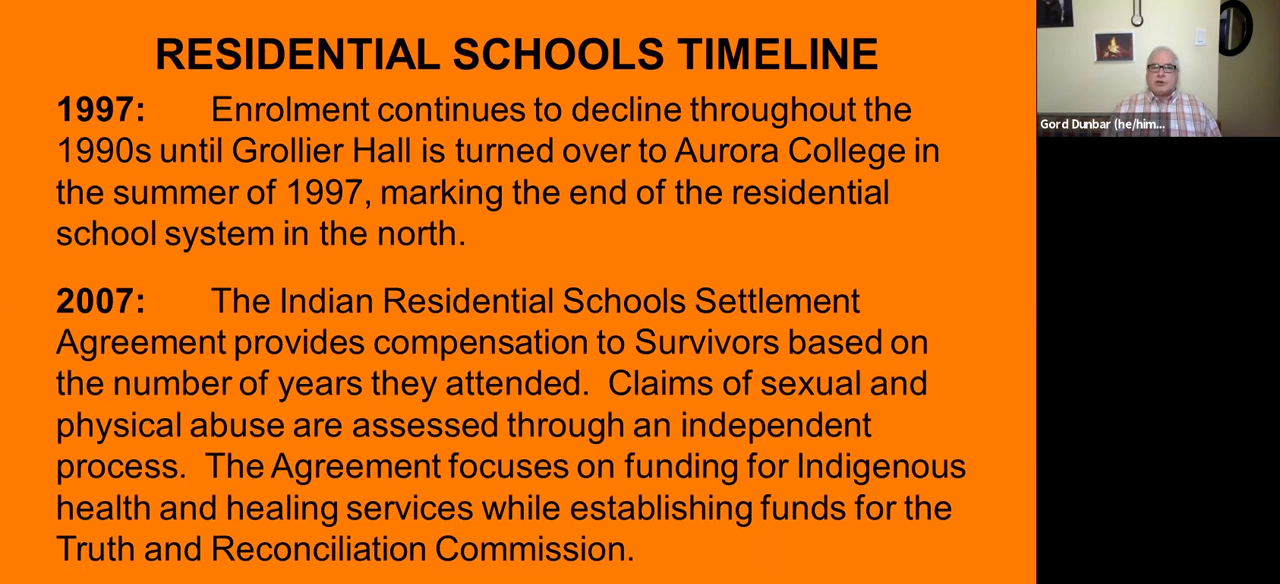 RESIDENTIAL SCHOOLS TIMELINE
1997: Enrolment continues to decline throughout the
1990s until Grollier Hall is turned over to Aurora College in
the summer of 1997, marking the end of the residential
school system in the north.
2007: The Indian Residential Schools Settlement
Agreement provides compensation to Survivors based on
the number of years they attended. Claims of sexual and
physical abuse are assessed through an independent
process. The Agreement focuses on funding for Indigenous
health and healing services while establishing funds for the
Truth and Reconciliation Commission.
Gord Dunbar (he/him...